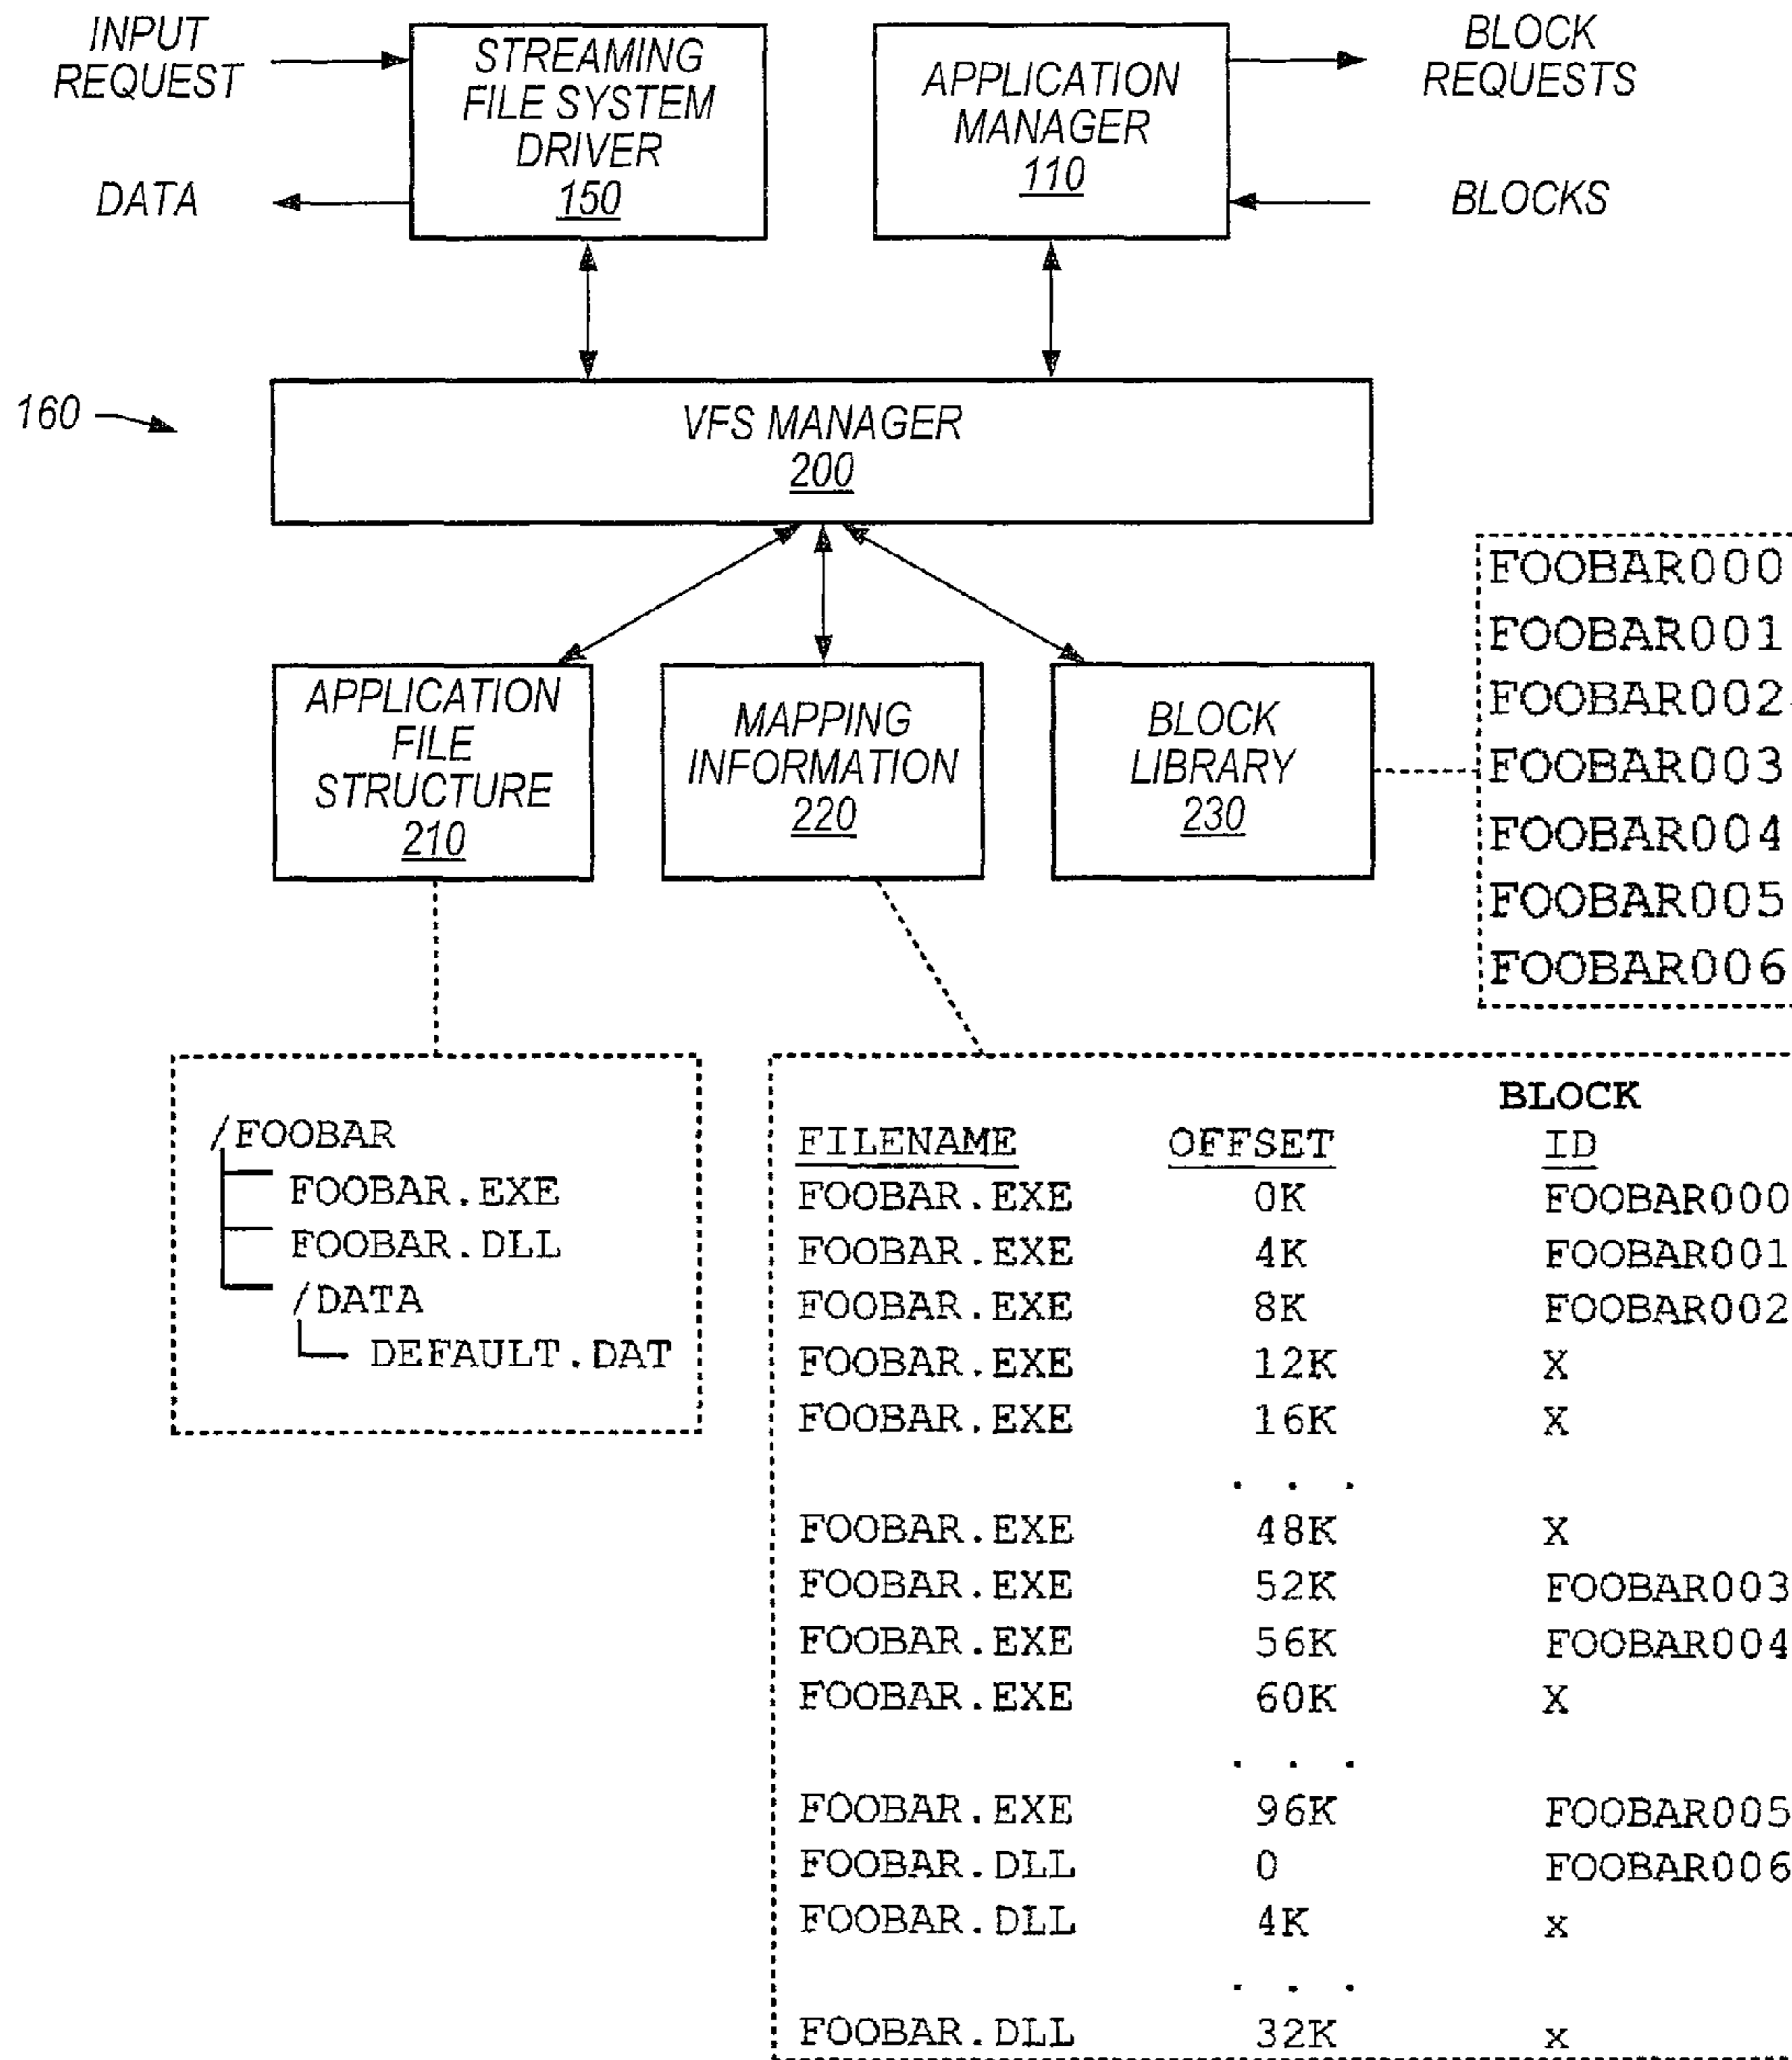 INPUT
REQUEST
DATA
STREAMING
FILE SYSTEM
DRIVER
150
APPLICATION
MANAGER
110
BLOCK
REQUESTS
BLOCKS
160
VFS MANAGER
200
APPLICATION
FILE
STRUCTURE
210
MAPPING
INFORMATION
220
BLOCK
LIBRARY
230
FOOBAR000
FOOBAR001
FOOBAR002
FOOBAR003
FOOBAR004
FOOBAR005
FOOBAR006
/FOOBAR
FOOBAR.EXE
FOOBAR.DLL
/DATA
DEFAULT.DAT
BLOCK
FILENAME OFFSET ID
FOOBAR.EXE 0K FOOBAR000
FOOBAR.EXE 4K FOOBAR001
FOOBAR.EXE 8K FOOBAR002
FOOBAR.EXE 12K X
FOOBAR.EXE 16K X
. . .
FOOBAR.EXE 48K X
FOOBAR.EXE 52K FOOBAR003
FOOBAR.EXE 56K FOOBAR004
FOOBAR.EXE 60K X
. . .
FOOBAR.EXE 96K FOOBAR005
FOOBAR.DLL 0 FOOBAR006
FOOBAR.DLL 4K x
. . .
FOOBAR.DLL 32K x